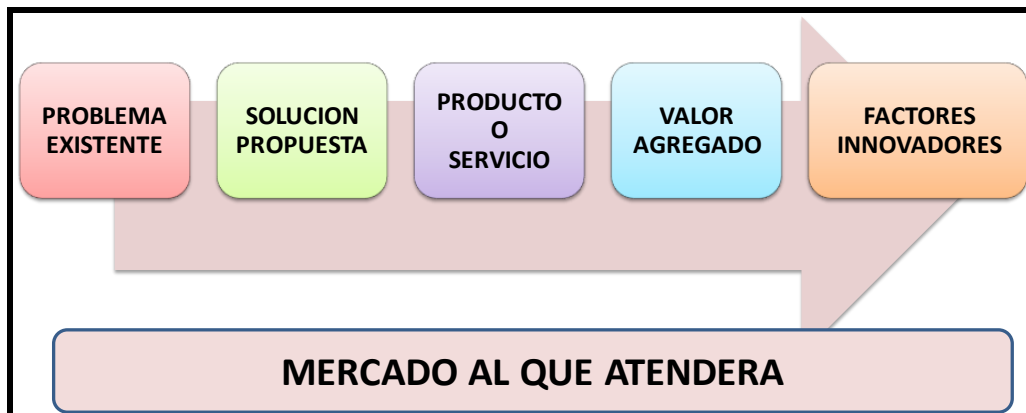 PROBLEMA
EXISTENTE
SOLUCION
PROPUESTA
PRODUCTO
O
SERVICIO
VALOR
AGREGADO
FACTORES
INNOVADORES
MERCADO AL QUE ATENDERA